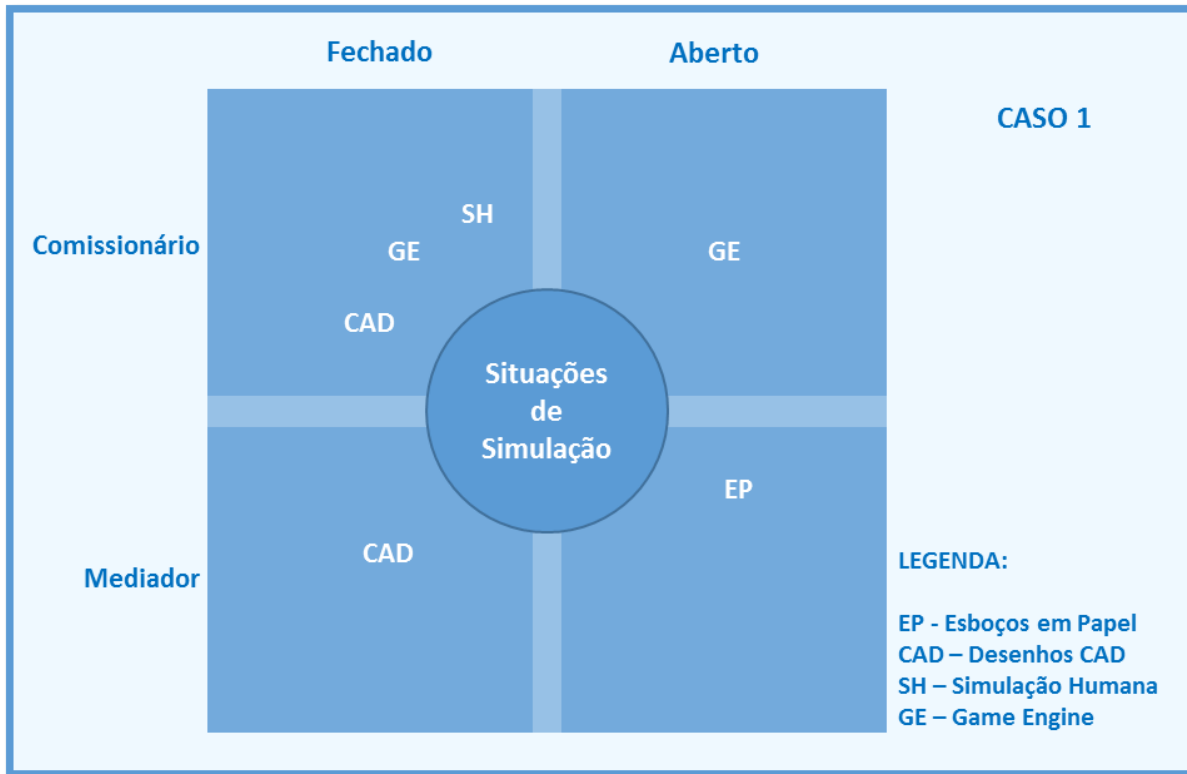 Fechado
Aberto
CASO 1
Comissionário
SH
GE
GE
CAD
Situações
de
Simulação
EP
Mediador
CAD
LEGENDA:
EP - Esboços em Papel
CAD – Desenhos CAD
SH – Simulação Humana
GE – Game Engine